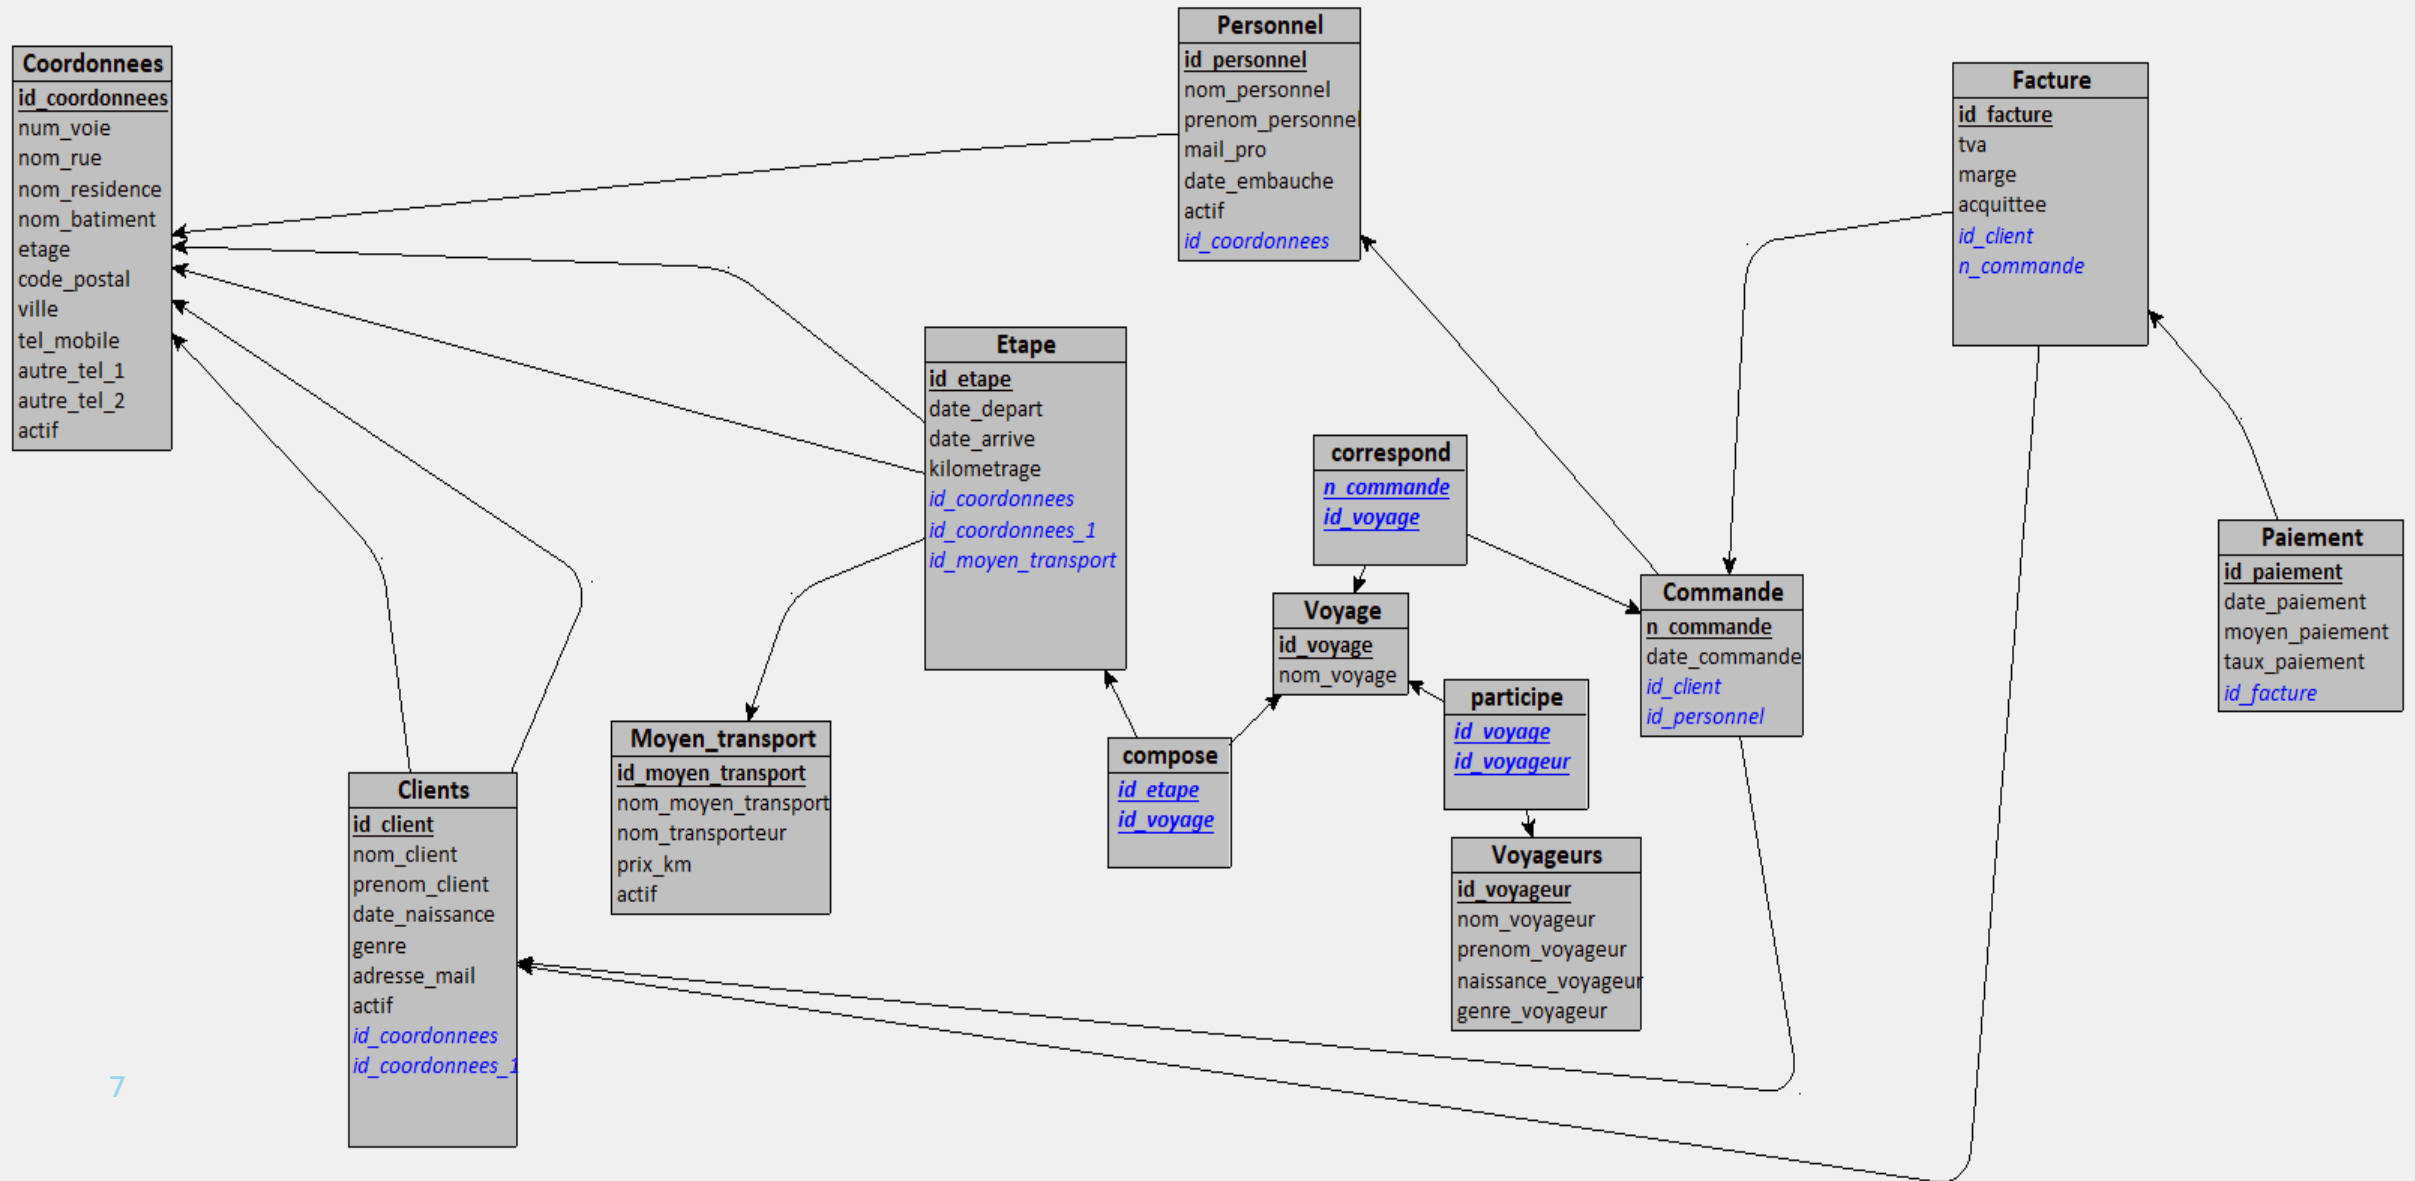 Coordonnees
id_coordonnees
num_voie
nom_rue
nom_residence
nom_batiment
etage
code_postal
ville
tel_mobile
autre_tel_1
autre_tel_2
actif
Personnel
id_personnel
nom_personnel
prenom_personnel
mail_pro
date_embauche
actif
id_coordonnees
Facture
id_facture
tva
marge
acquittee
id_client
n_commande
Etape
id_etape
date_depart
date_arrive
kilometrage
id_coordonnees
id_coordonnees_1
id_moyen_transport
correspond
n_commande
id_voyage
Voyage
id_voyage
nom_voyage
Commande
n_commande
date_commande
id_client
id_personnel
Paiement
id_paiement
date_paiement
moyen_paiement
taux_paiement
id_facture
participe
id_voyage
id_voyageur
Moyen_transport
id_moyen_transport
nom_moyen_transport
nom_transporteur
prix_km
actif
compose
id_etape
id_voyage
Clients
id_client
nom_client
prenom_client
date_naissance
genre
adresse_mail
actif
id_coordonnees
id_coordonnees_1
Voyageurs
id_voyageur
nom_voyageur
prenom_voyageur
naissance_voyageur
genre_voyageur
7